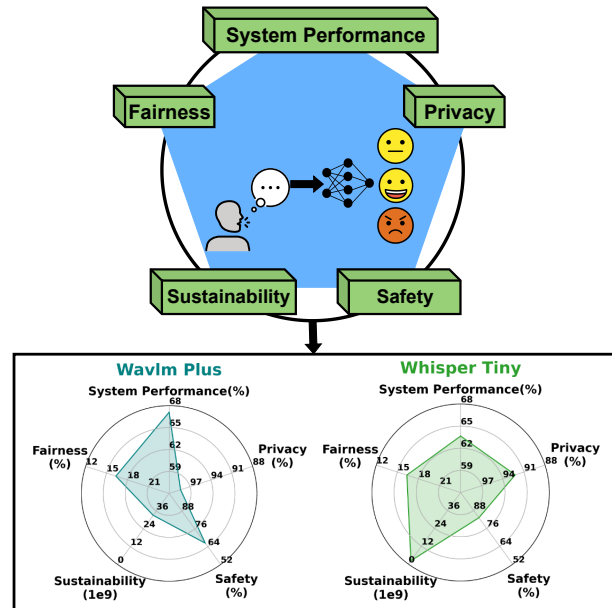 System Performance
Fairness
Privacy
...
Sustainability
Safety
Wavlm Plus
Whisper Tiny
System Performance(%)
68
65
62
59
Privacy
(%)
88
91
94
97
Safety
(%)
52
64
76
88
Sustainability
(1e9)
0
12
24
36
Fairness
(%)
12
15
18
21
System Performance(%)
68
65
62
59
Privacy
(%)
88
91
94
97
Safety
(%)
52
64
76
88
Sustainability
(1e9)
0
12
24
36
Fairness
(%)
12
15
18
21